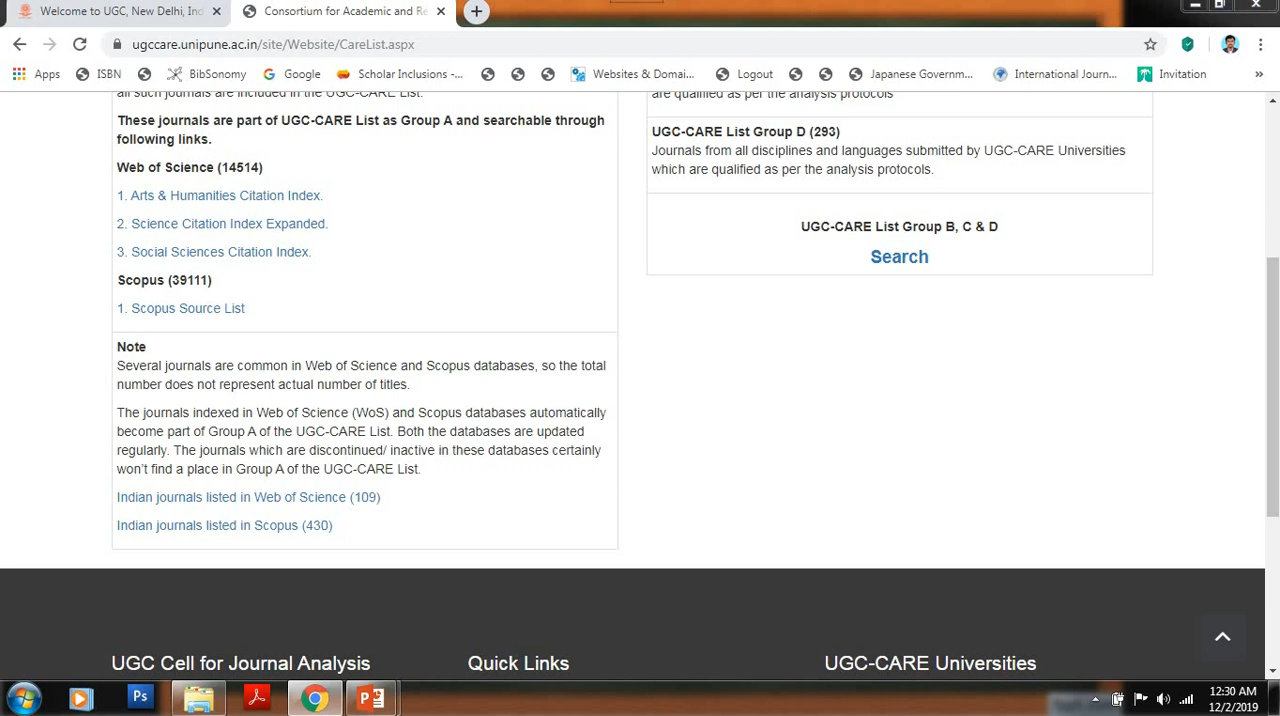 Welcome to UGC, New Delhi, Ind
Consortium for Academic and Re
ugccare.unipune.ac.in/site/Website/CareList.aspx
Apps ISBN BibSonomy Google Scholar Inclusions -... Websites & Domai... Logout Japanese Governm... International Journ... Invitation »
all such journals are included in the UGC-CARE List.
These journals are part of UGC-CARE List as Group A and searchable through
following links.
Web of Science (14514)
1. Arts & Humanities Citation Index.
2. Science Citation Index Expanded.
3. Social Sciences Citation Index.
Scopus (39111)
1. Scopus Source List
Note
Several journals are common in Web of Science and Scopus databases, so the total
number does not represent actual number of titles.
The journals indexed in Web of Science (WoS) and Scopus databases automatically
become part of Group A of the UGC-CARE List. Both the databases are updated
regularly. The journals which are discontinued/ inactive in these databases certainly
won't find a place in Group A of the UGC-CARE List.
Indian journals listed in Web of Science (109)
Indian journals listed in Scopus (430)
are qualified as per the analysis protocols
UGC-CARE List Group D (293)
Journals from all disciplines and languages submitted by UGC-CARE Universities
which are qualified as per the analysis protocols.
UGC-CARE List Group B, C & D
Search
UGC Cell for Journal Analysis
Quick Links
UGC-CARE Universities
Ps
12:30 AM
12/2/2019